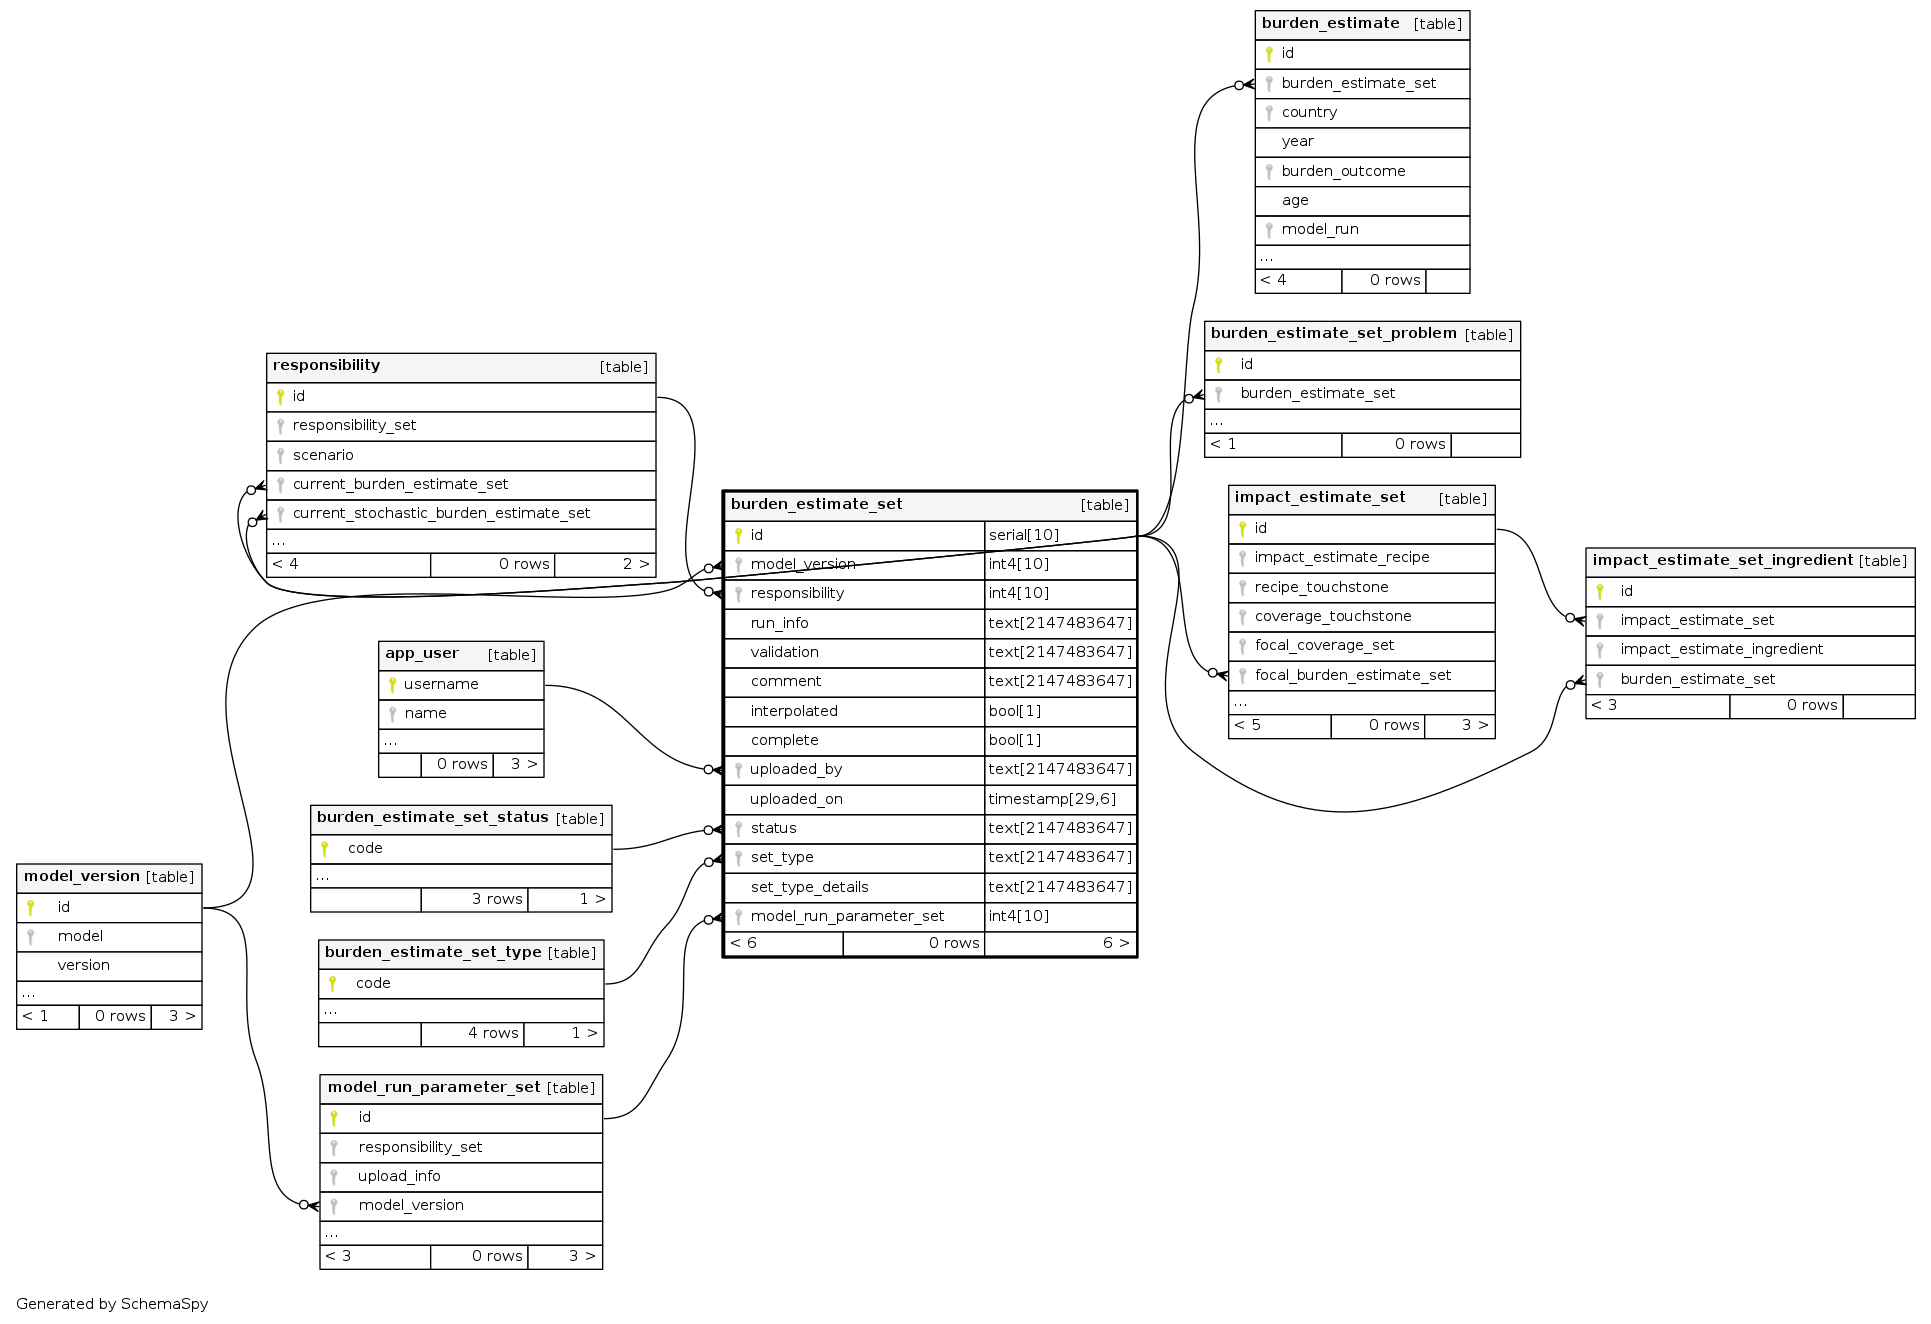 burden_estimate [table]
id
burden_estimate_set
country
year
burden_outcome
age
model_run
...
< 4 0 rows
burden_estimate_set_problem [table]
id
burden_estimate_set
...
< 1 0 rows
responsibility [table]
id
responsibility_set
scenario
current_burden_estimate_set
current_stochastic_burden_estimate_set
...
< 4 0 rows 2 >
burden_estimate_set [table]
id serial[10]
model_version int4[10]
responsibility int4[10]
run_info text[2147483647]
validation text[2147483647]
comment text[2147483647]
interpolated bool[1]
complete bool[1]
uploaded_by text[2147483647]
uploaded_on timestamp[29,6]
status text[2147483647]
set_type text[2147483647]
set_type_details text[2147483647]
model_run_parameter_set int4[10]
< 6 0 rows 6 >
impact_estimate_set [table]
id
impact_estimate_recipe
recipe_touchstone
coverage_touchstone
focal_coverage_set
focal_burden_estimate_set
...
< 5 0 rows 3 >
impact_estimate_set_ingredient [table]
id
impact_estimate_set
impact_estimate_ingredient
burden_estimate_set
< 3 0 rows
app_user [table]
username
name
...
0 rows 3 >
burden_estimate_set_status [table]
code
...
3 rows 1 >
model_version [table]
id
model
version
...
< 1 0 rows 3 >
burden_estimate_set_type [table]
code
...
4 rows 1 >
model_run_parameter_set [table]
id
responsibility_set
upload_info
model_version
...
< 3 0 rows 3 >
Generated by SchemaSpy